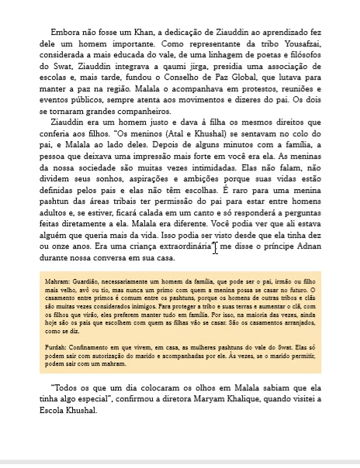 Embora não fosse um Khan, a dedicação de Ziauddin ao aprendizado fez
dele um homem importante. Como representante da tribo Yousafzai,
considerada a mais educada do vale, de uma linhagem de poetas e filósofos
do Swat, Ziauddin integrava a qaumi jirga, presidia uma associação de
escolas e, mais tarde, fundou o Conselho de Paz Global, que lutava para
manter a paz na região. Malala o acompanhava em protestos, reuniões e
eventos públicos, sempre atenta aos movimentos e dizeres do pai. Os dois
se tornaram grandes companheiros.
Ziauddin era um homem justo e dava à filha os mesmos direitos que
conferia aos filhos. “Os meninos (Atal e Khushal) se sentavam no colo do
pai, e Malala ao lado deles. Depois de alguns minutos com a família, a
pessoa que deixava uma impressão mais forte em você era ela. As meninas
da nossa sociedade são muitas vezes intimidadas. Elas não falam, não
dividem seus sonhos, aspirações e ambições porque suas vidas estão
definidas pelos pais e elas não têm escolhas. É raro para uma menina
pashtun das áreas tribais ter permissão do pai para estar entre homens
adultos e, se estiver, ficará calada em um canto e só responderá a perguntas
feitas diretamente a ela. Malala era diferente. Você podia ver que ali estava
alguém que queria mais da vida. Isso podia ser visto desde que ela tinha dez
ou onze anos. Era uma criança extraordinária”, me disse o príncipe Adnan
durante nossa conversa em sua casa.
Mahram: Guardião, necessariamente um homem da família, que pode ser o pai, irmão ou filho
mais velho, avô ou tio, mas nunca um primo com quem a menina possa se casar no futuro. O
casamento entre primos é comum entre os pashtuns, porque os homens de outras tribos e clãs
são muitas vezes considerados inimigos. Para proteger a tribo e suas terras e aumentar o clã, com
os filhos que virão, eles preferem manter tudo em família. Por isso, na maioria das vezes, ainda
hoje são os pais que escolhem com quem as filhas vão se casar. São os casamentos arranjados,
como se diz.
Purdah: Confinamento em que vivem, em casa, as mulheres pashtuns do vale do Swat. Elas só
podem sair com autorização do marido e acompanhadas por ele. Às vezes, se o marido permitir,
podem sair com um mahram.
“Todos os que um dia colocaram os olhos em Malala sabiam que ela
tinha algo especial”, confirmou a diretora Maryam Khalique, quando visitei a
Escola Khushal.